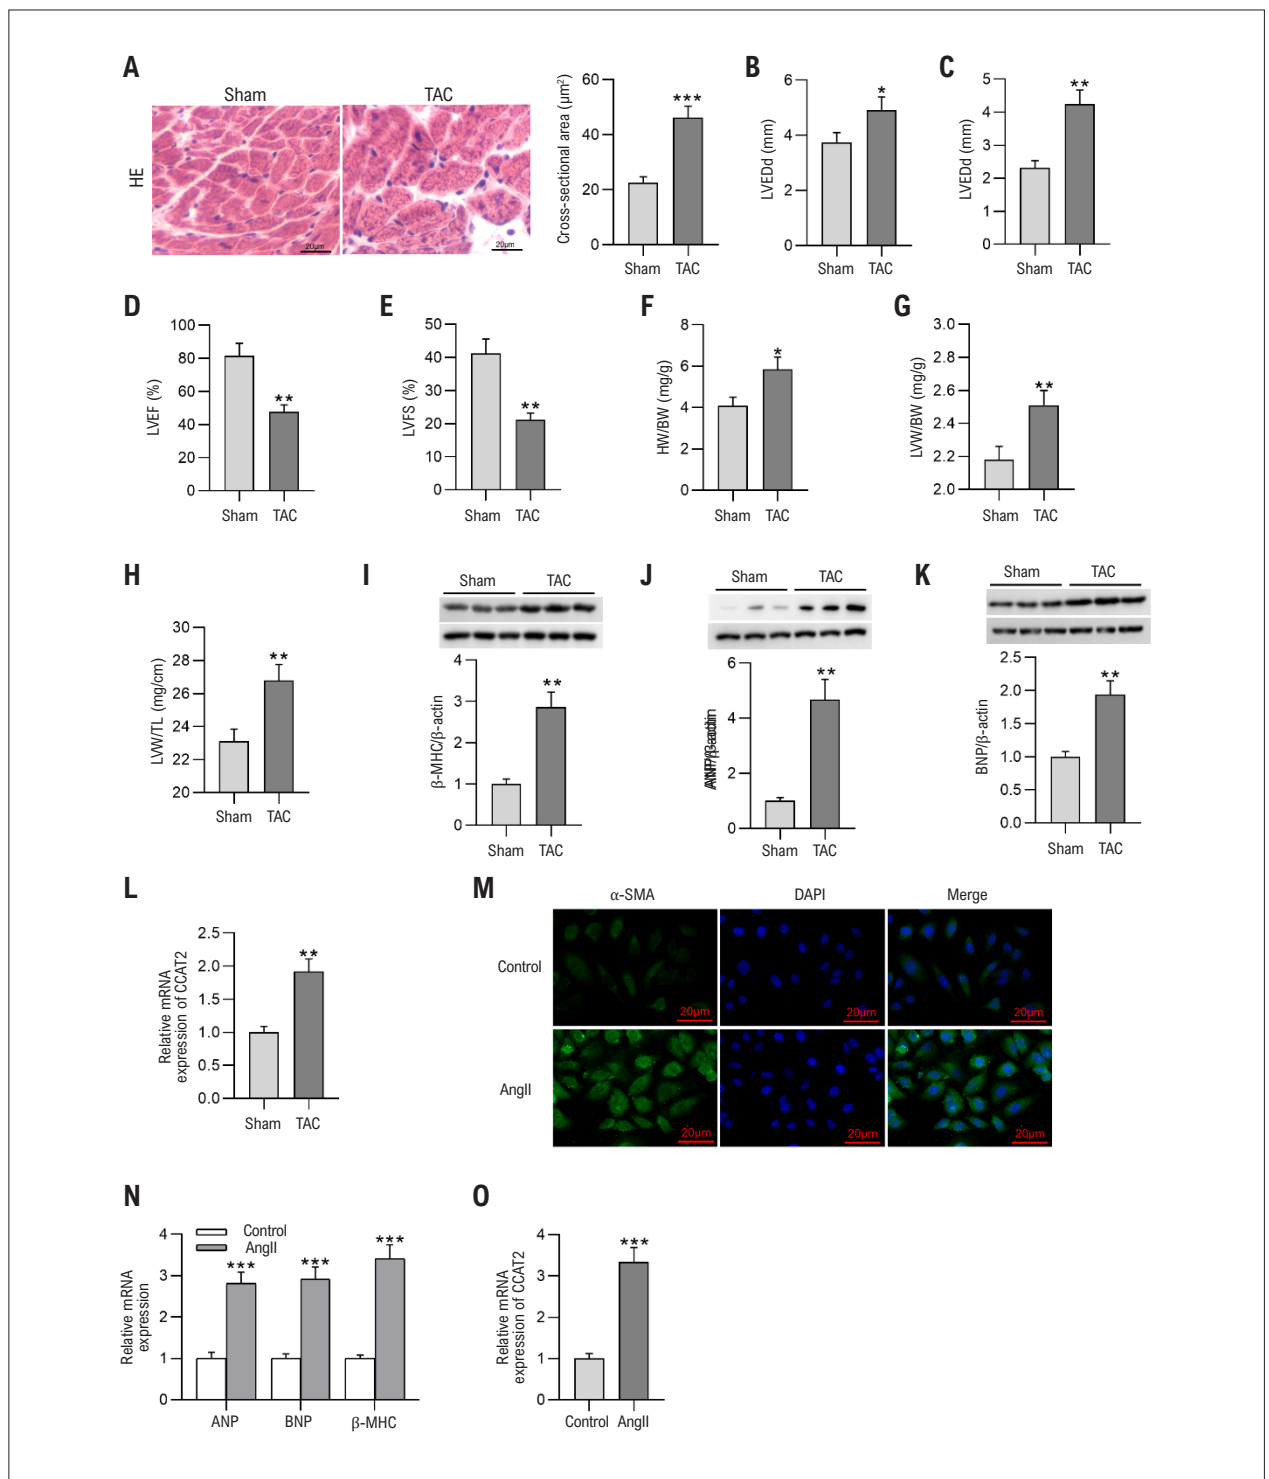 A
Sham
TAC
HE
20µm
20µm
Cross-sectional area (µm²)
60
40
20
0
***
Sham
TAC
B
LVEDd (mm)
6
4
2
0
*
Sham
TAC
C
LVEDd (mm)
5
4
3
2
1
0
**
Sham
TAC
D
LVEF (%)
100
80
60
40
20
0
**
Sham
TAC
E
LVFS (%)
50
40
30
20
10
0
**
Sham
TAC
F
HW/BW (mg/g)
8
6
4
2
0
*
Sham
TAC
G
LVW/BW (mg/g)
3.0
2.8
2.6
2.4
2.2
2.0
**
Sham
TAC
H
LVW/TL (mg/cm)
30
28
26
24
22
20
**
Sham
TAC
I
Sham
TAC
β-MHC/β-actin
4
3
2
1
0
**
Sham
TAC
J
Sham
TAC
ANP/β-actin
6
4
2
0
**
Sham
TAC
K
Sham
TAC
BNP/β-actin
2.5
2.0
1.5
1.0
0.5
0.0
**
Sham
TAC
L
Relative mRNA
expression of CCAT2
2.5
2.0
1.5
1.0
0.5
0.0
**
Sham
TAC
M
α-SMA
DAPI
Merge
Control
20µm
20µm
20µm
AngII
20µm
20µm
20µm
N
Relative mRNA
expression
4
3
2
1
0
Control
AngII
***
***
***
ANP
BNP
β-MHC
O
Relative mRNA
expression of CCAT2
4
3
2
1
0
***
Control
AngII